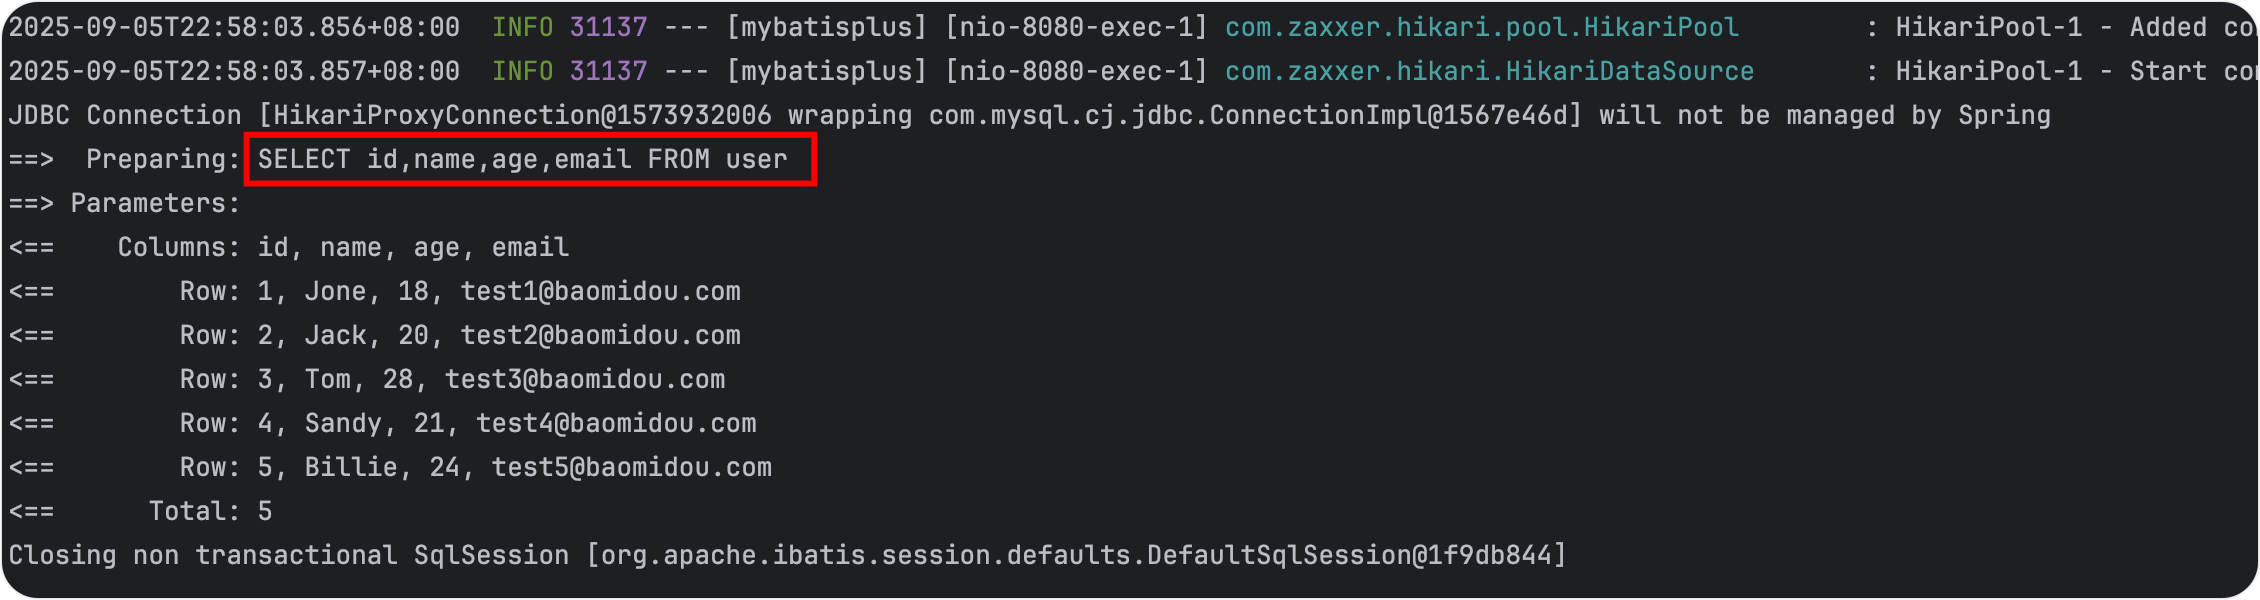 2025-09-05T22:58:03.856+08:00  INFO 31137 --- [mybatisplus] [nio-8080-exec-1] com.zaxxer.hikari.pool.HikariPool        : HikariPool-1 - Added
2025-09-05T22:58:03.857+08:00  INFO 31137 --- [mybatisplus] [nio-8080-exec-1] com.zaxxer.hikari.HikariDataSource       : HikariPool-1 - Start
JDBC Connection [HikariProxyConnection@1573932006 wrapping com.mysql.cj.jdbc.ConnectionImpl@1567e46d] will not be managed by Spring
==>  Preparing: SELECT id,name,age,email FROM user
==> Parameters:
<==    Columns: id, name, age, email
<==        Row: 1, Jone, 18, test1@baomidou.com
<==        Row: 2, Jack, 20, test2@baomidou.com
<==        Row: 3, Tom, 28, test3@baomidou.com
<==        Row: 4, Sandy, 21, test4@baomidou.com
<==        Row: 5, Billie, 24, test5@baomidou.com
<==      Total: 5
Closing non transactional SqlSession [org.apache.ibatis.session.defaults.DefaultSqlSession@1f9db844]